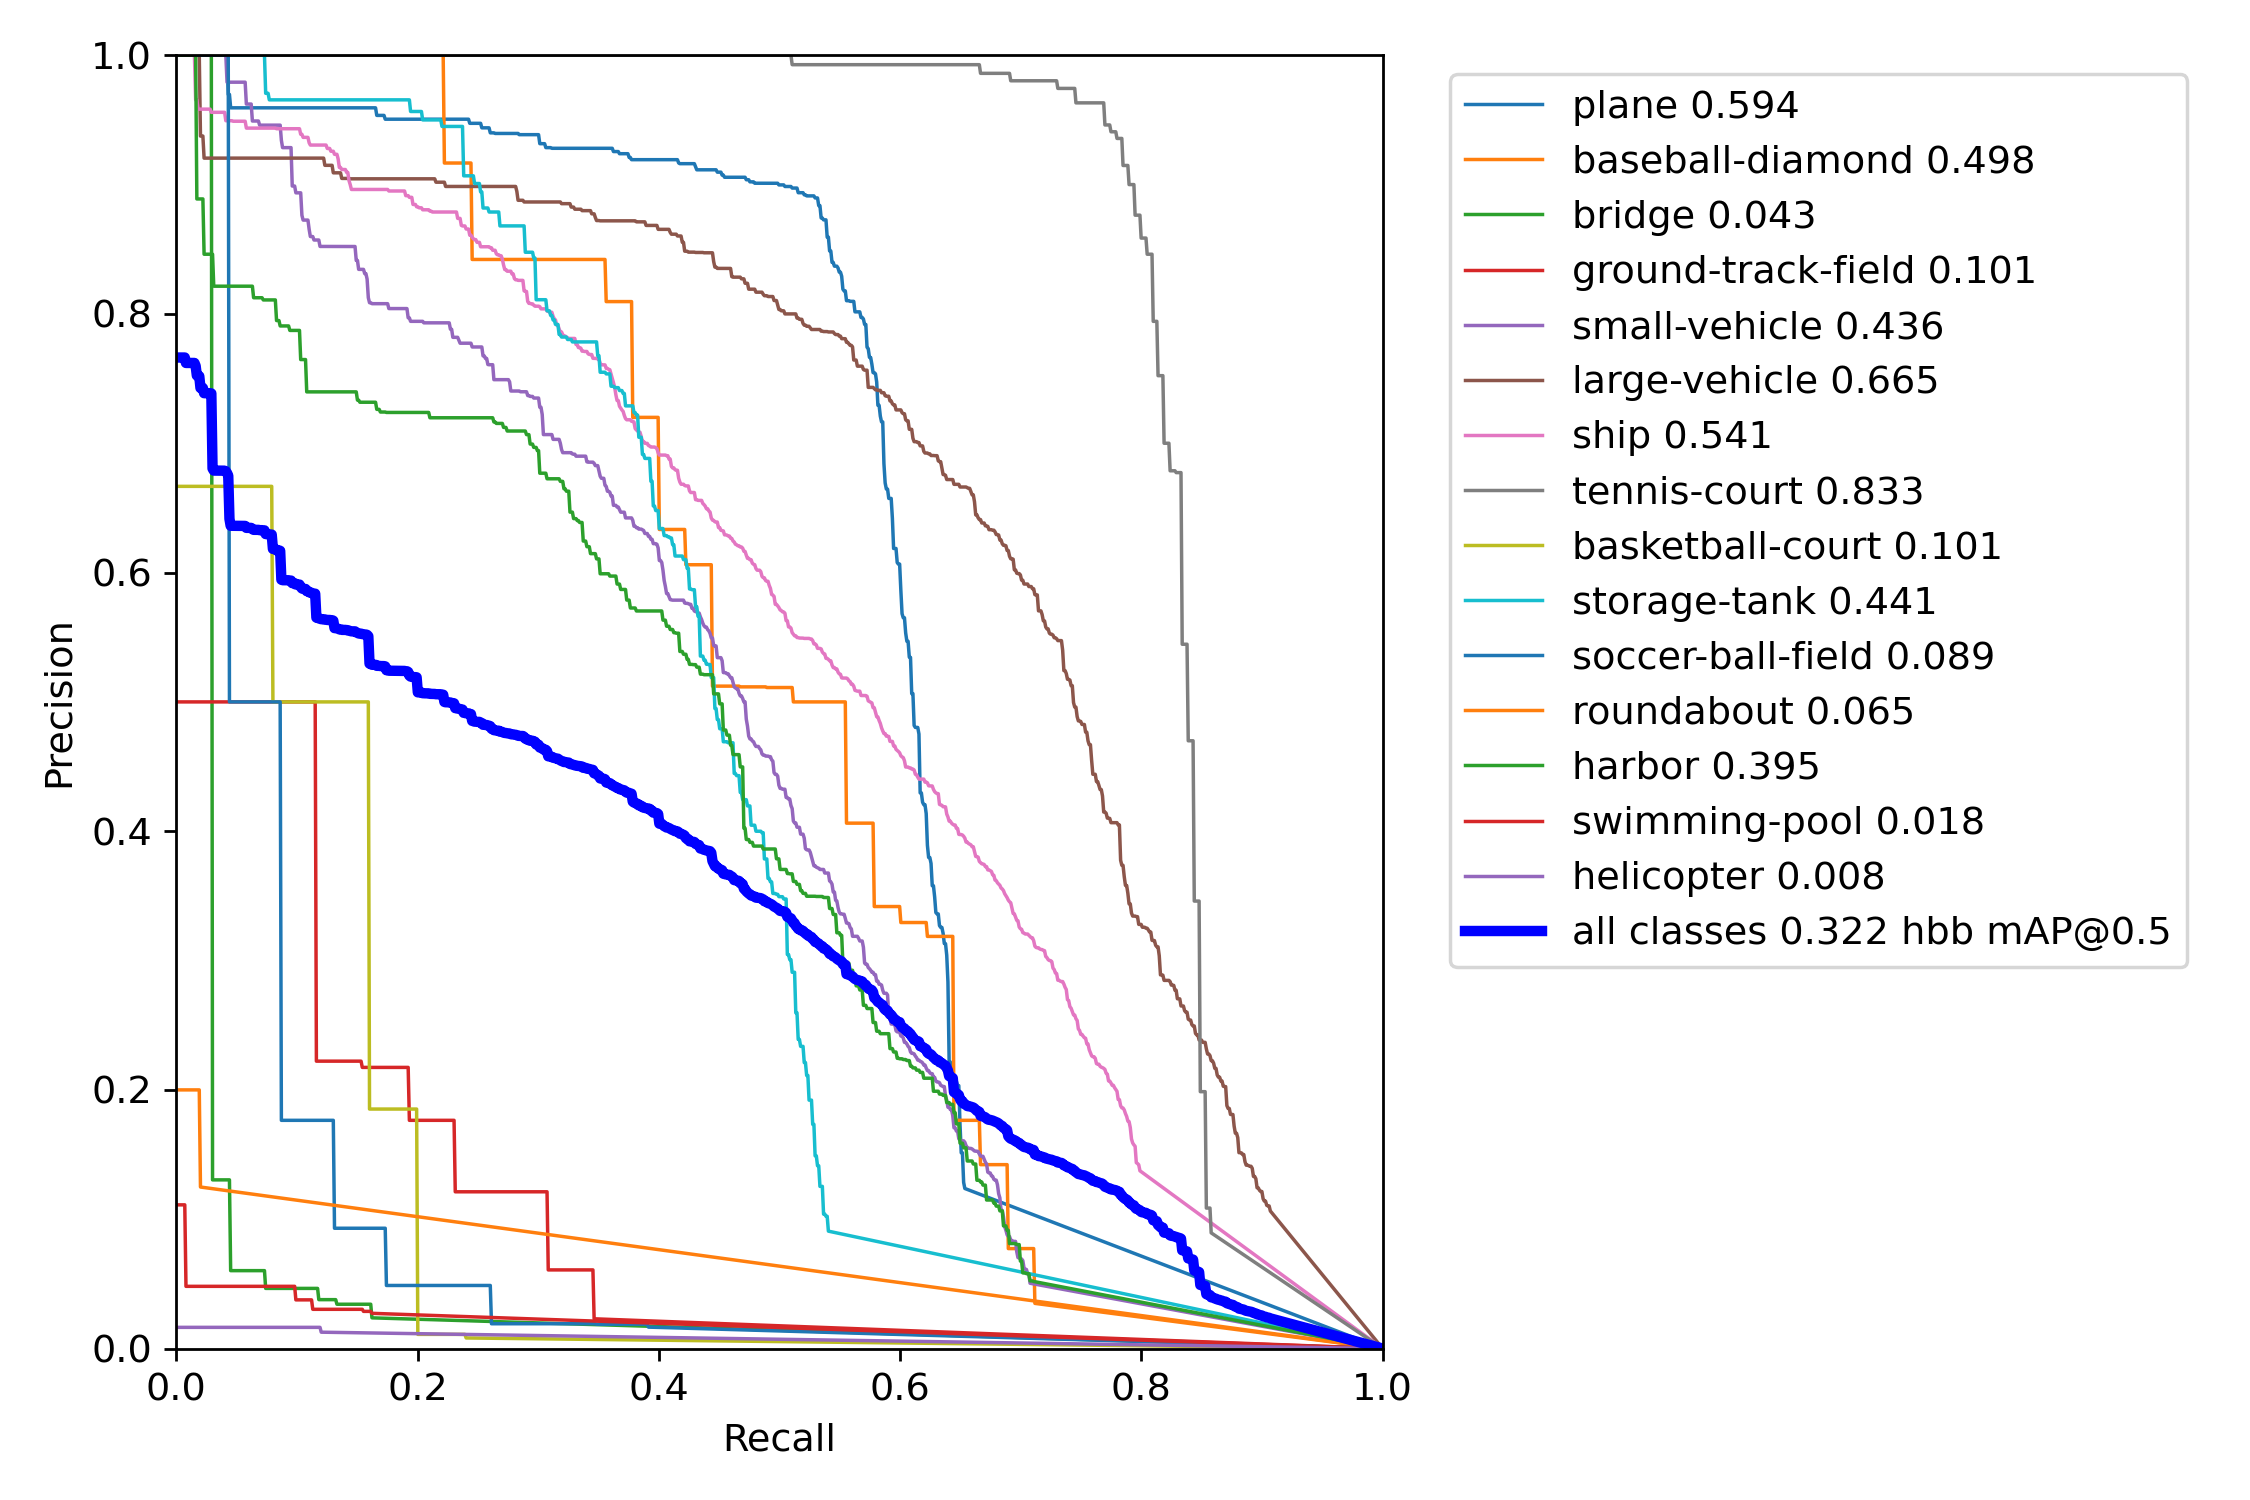 1.0
0.8
0.6
0.4
0.2
0.0
0.0 0.2 0.4 0.6 0.8 1.0
Precision
Recall
plane 0.594
baseball-diamond 0.498
bridge 0.043
ground-track-field 0.101
small-vehicle 0.436
large-vehicle 0.665
ship 0.541
tennis-court 0.833
basketball-court 0.101
storage-tank 0.441
soccer-ball-field 0.089
roundabout 0.065
harbor 0.395
swimming-pool 0.018
helicopter 0.008
all classes 0.322 hbb mAP@0.5